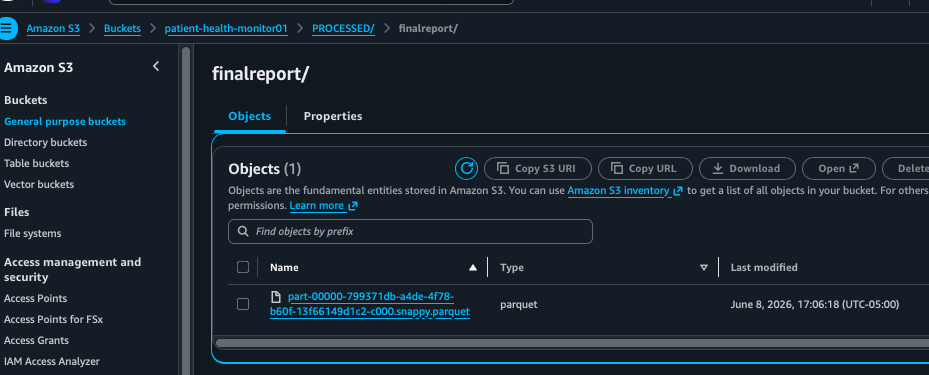 Amazon S3 > Buckets > patient-health-monitor01 > PROCESSED/ > finalreport/
Amazon S3
Buckets
General purpose buckets
Directory buckets
Table buckets
Vector buckets
Files
File systems
Access management and
security
Access Points
Access Points for FSx
Access Grants
IAM Access Analyzer
finalreport/
Objects
Properties
Objects (1)
Copy S3 URI
Copy URL
Download
Open
Delete
Objects are the fundamental entities stored in Amazon S3. You can use Amazon S3 inventory to get a list of all objects in your bucket. For others
permissions. Learn more
Find objects by prefix
Name
Type
Last modified
part-00000-799371db-a4de-4f78-
b60f-13f66149d1c2-c000.snappy.parquet
parquet
June 8, 2026, 17:06:18 (UTC-05:00)